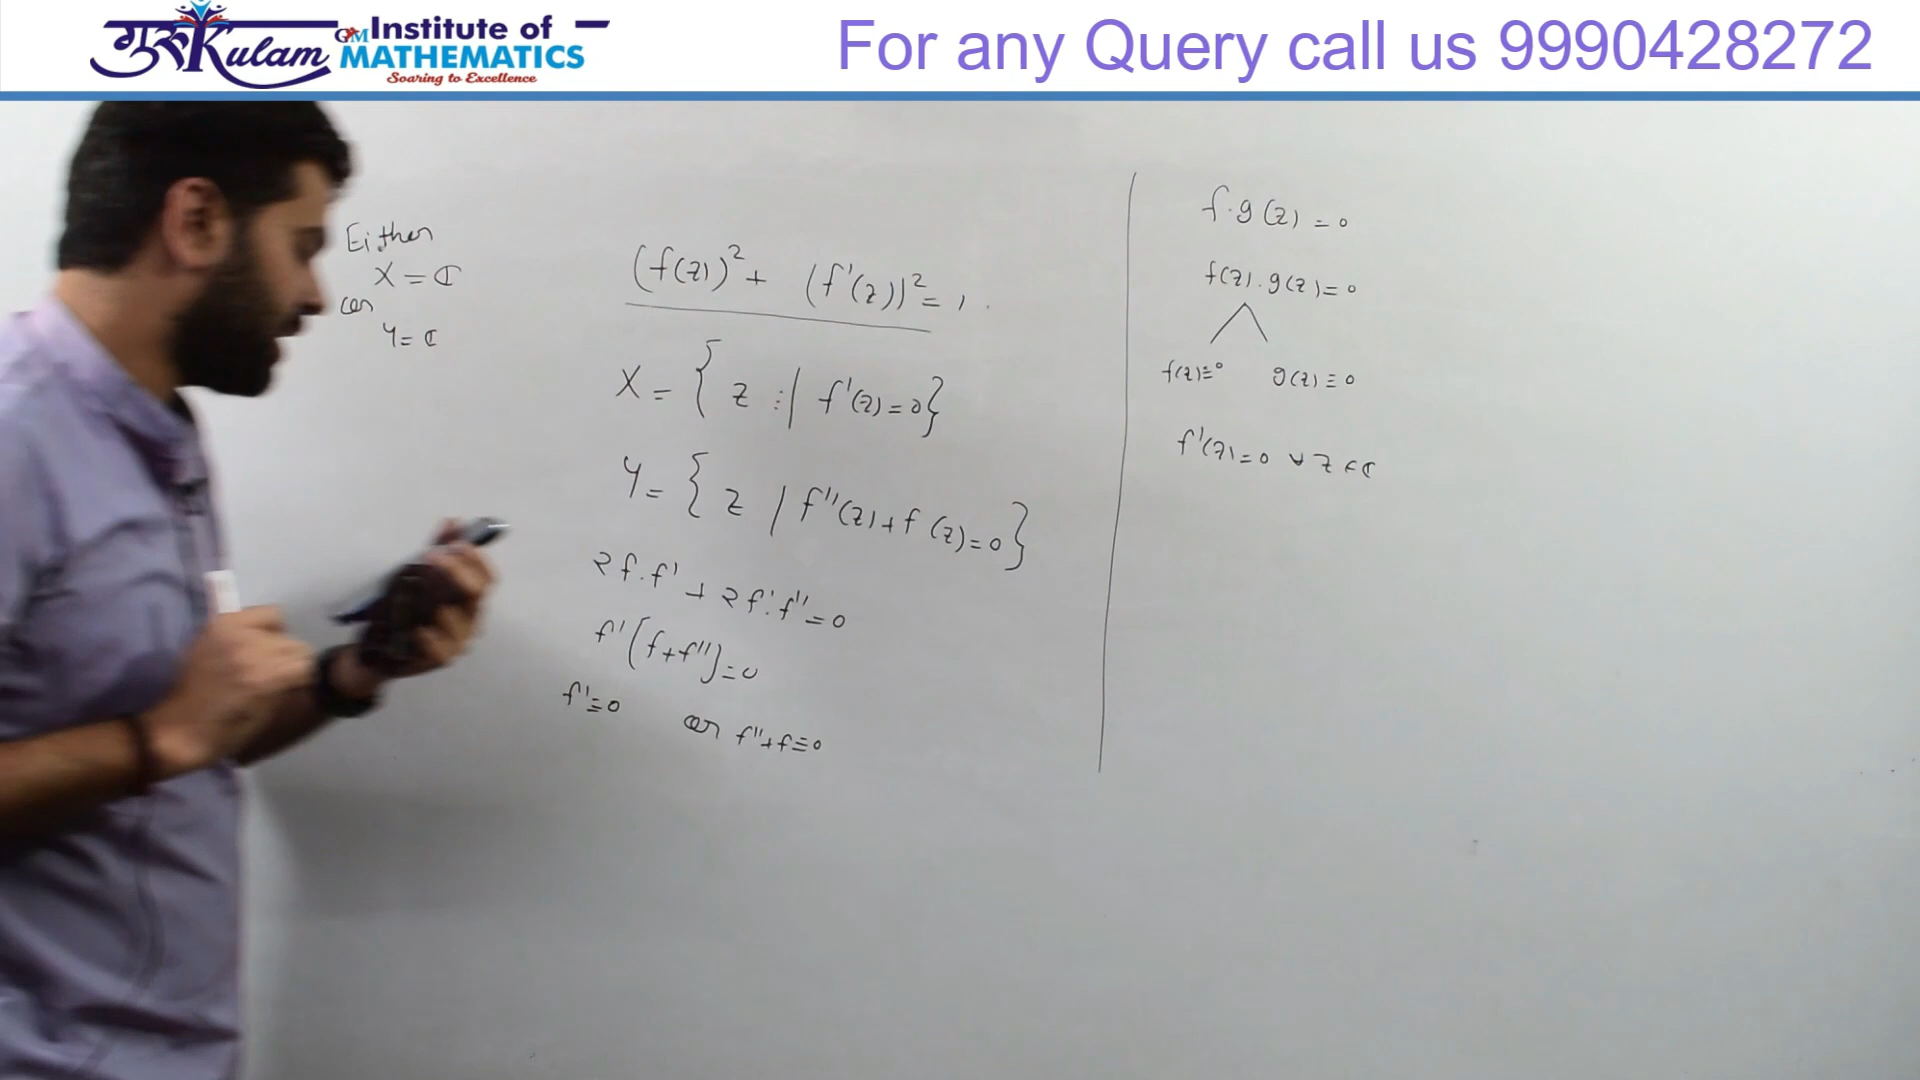 गुरुKulam GM Institute of
MATHEMATICS
Soaring to Excellence
For any Query call us 9990428272
Either
X = ℂ
or
Y = ℂ
(f(z))² + (f'(z))² = 1.
X = { z : | f'(z) = 0 }
Y = { z | f''(z) + f(z) = 0 }
2f.f' + 2f'.f'' = 0
f' (f+f'') = 0
f' ≡ 0 or f''+f ≡ 0
f.g(z) = 0
f(z).g(z) = 0
f(z) ≡ 0 g(z) ≡ 0
f'(z) = 0 ∀ z ∈ ℂ